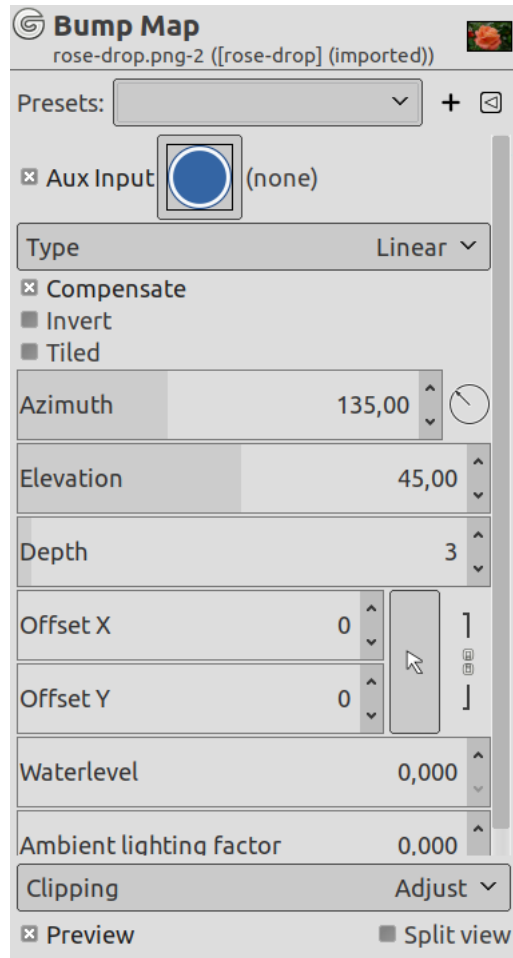 Bump Map
rose-drop.png-2 ([rose-drop] (imported))
Presets:
Aux Input (none)
Type Linear
Compensate
Invert
Tiled
Azimuth 135,00
Elevation 45,00
Depth 3
Offset X 0
Offset Y 0
Waterlevel 0,000
Ambient lighting factor 0,000
Clipping Adjust
Preview Split view